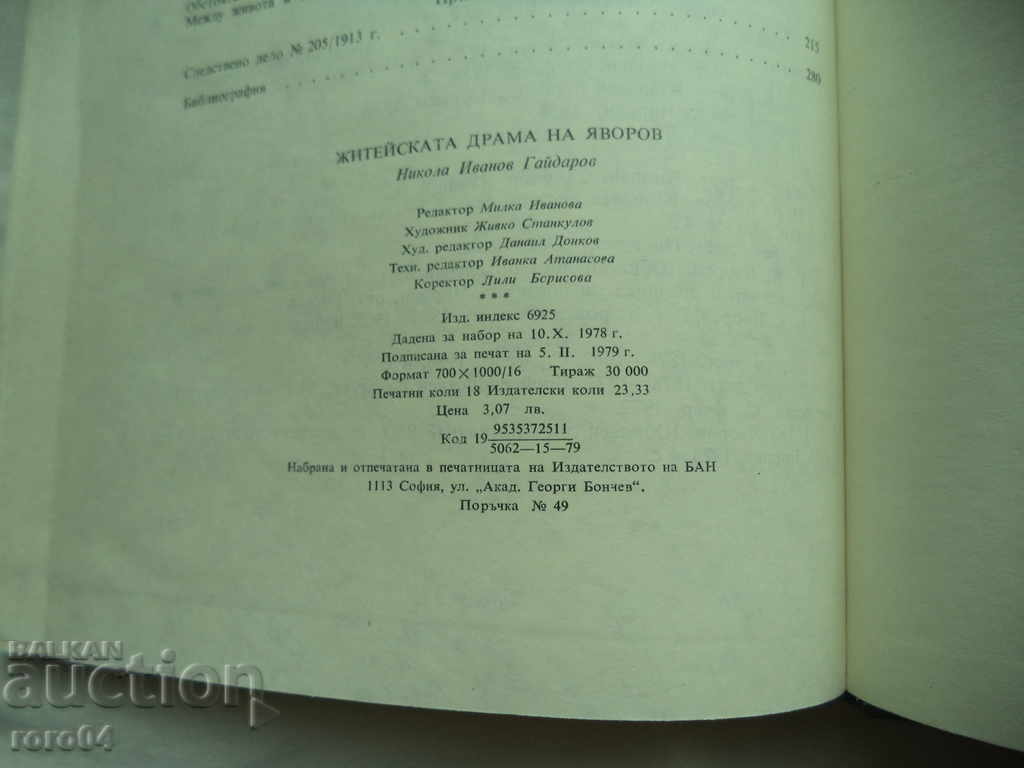 Между живота и
Следствено дело № 205/1913 г. 215
Библиография 280
ЖИТЕЙСКАТА ДРАМА НА ЯВОРОВ
Никола Иванов Гайдаров
Редактор Милка Иванова
Художник Живко Станкулов
Худ. редактор Данаил Донков
Техн. редактор Иванка Атанасова
Коректор Лили Борисова
***
Изд. индекс 6925
Дадена за набор на 10. X. 1978 г.
Подписана за печат на 5. II. 1979 г.
Формат 700×1000/16 Тираж 30 000
Печатни коли 18 Издателски коли 23,33
Цена 3,07 лв.
Код 19 9535372511
5062—15—79
Набрана и отпечатана в печатницата на Издателството на БАН
1113 София, ул. „Акад. Георги Бончев“.
Поръчка № 49
BALKAN
auction
roro04